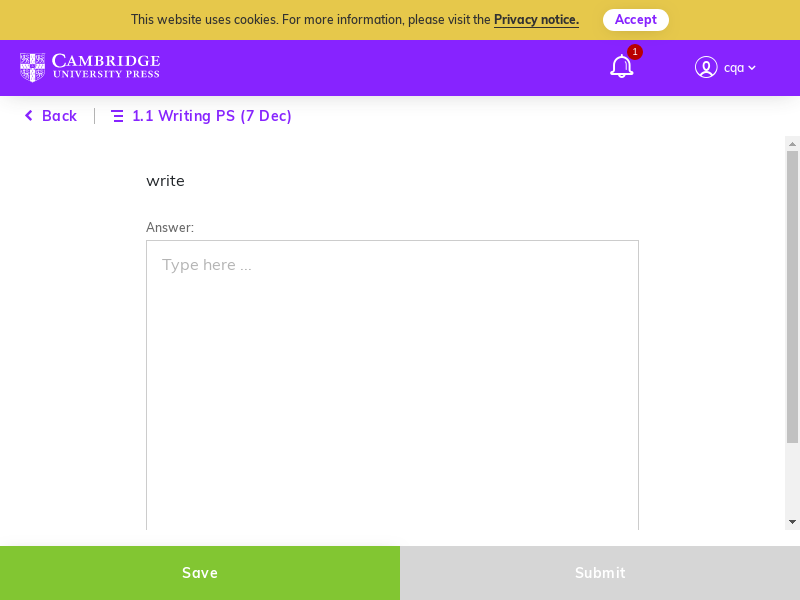 This website uses cookies. For more information, please visit the Privacy notice.
Accept
CAMBRIDGE
UNIVERSITY PRESS
1
cqa
Back
1.1 Writing PS (7 Dec)
write
Answer:
Type here ...
Save
Submit